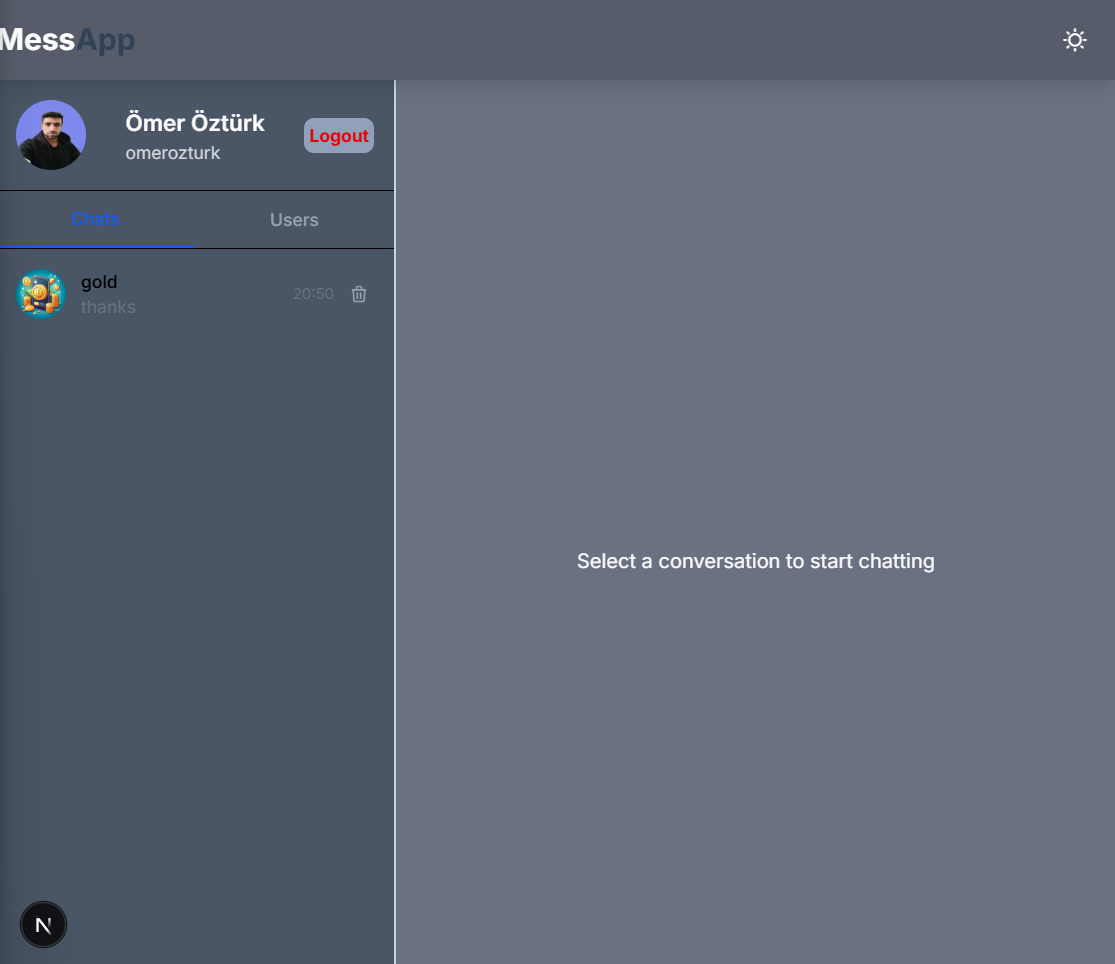 MessApp
Ömer Öztürk
omerozturk
Logout
Chats
Users
gold
thanks
20:50
Select a conversation to start chatting
N